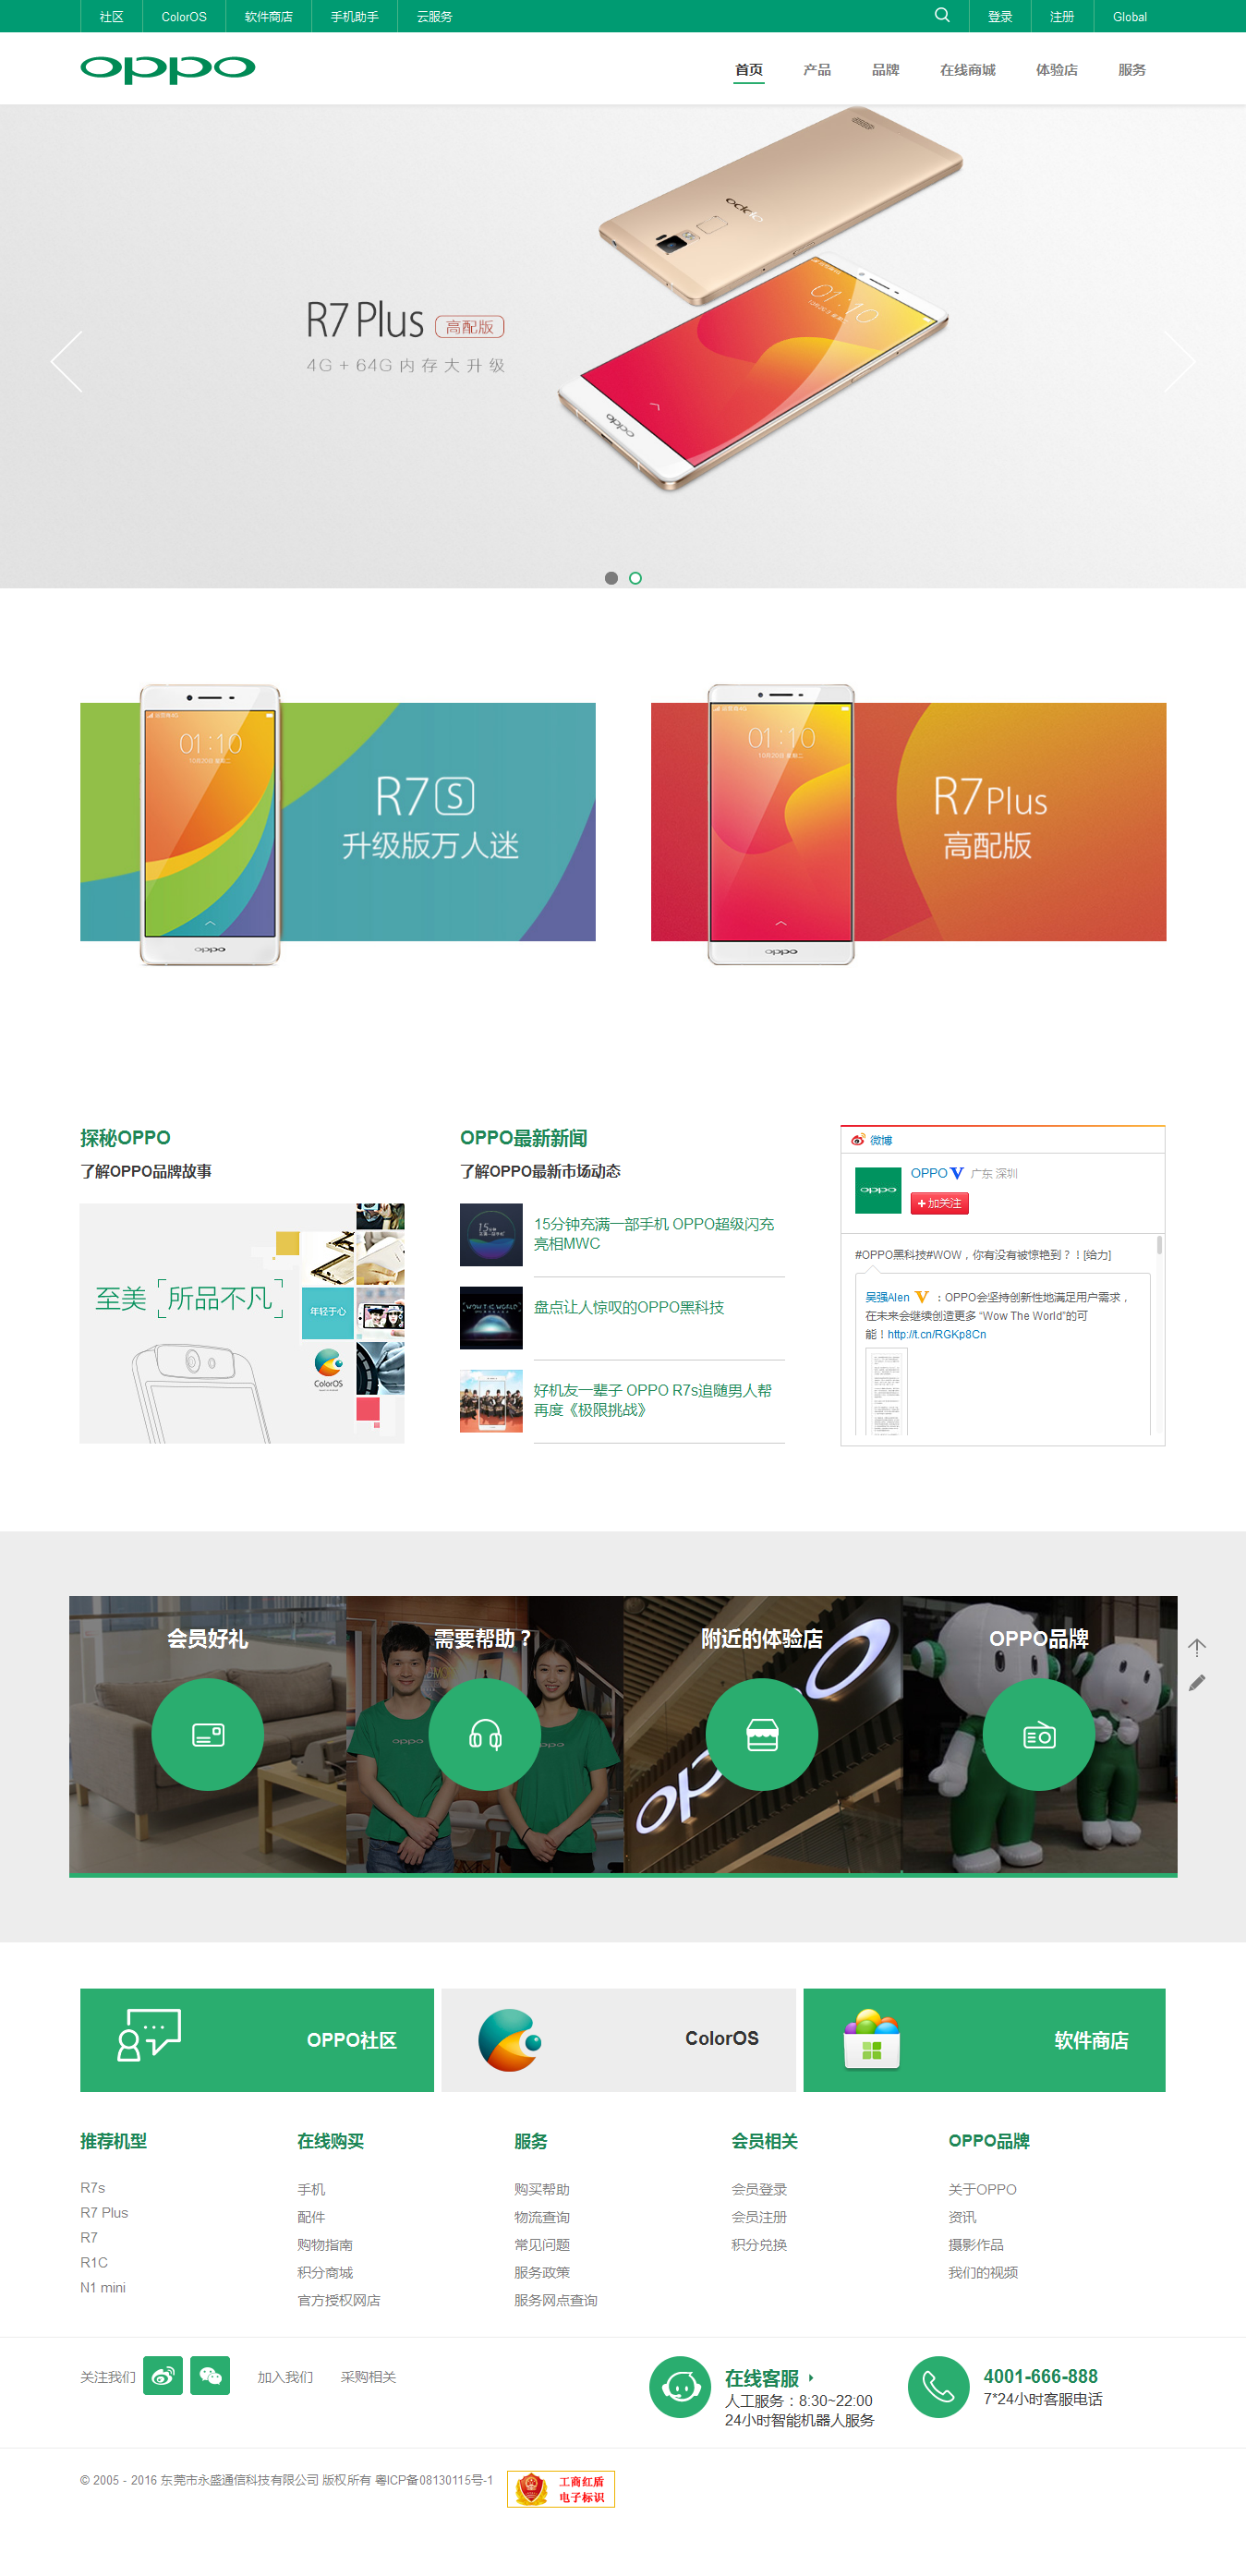 社区 ColorOS 软件商店 手机助手 云服务 登录 注册 Global
oppo 首页 产品 品牌 在线商城 体验店 服务
oppo
01:10
R7 Plus 高配版
4G + 64G 内存大升级
oppo
01:10
01:10
R7 S
升级版万人迷
oppo
R7 Plus
高配版
oppo
探秘OPPO
了解OPPO品牌故事
至美 所品不凡
年轻于心
ColorOS
OPPO最新新闻
了解OPPO最新市场动态
15分钟充满一部手机 OPPO超级闪充
亮相MWC
盘点让人惊叹的OPPO黑科技
好机友一辈子 OPPO R7s追随男人帮
再度《极限挑战》
微博
oppo
OPPO 广东 深圳
+ 加关注
#OPPO黑科技#WOW，你有没有被惊艳到？！[给力]
吴强Alen ：OPPO会坚持创新性地满足用户需求，
在未来会继续创造更多 “Wow The World”的可
能！http://t.cn/RGKp8Cn
会员好礼 需要帮助？ 附近的体验店 OPPO品牌
OPPO社区 ColorOS 软件商店
推荐机型
R7s
R7 Plus
R7
R1C
N1 mini
在线购买
手机
配件
购物指南
积分商城
官方授权网店
服务
购买帮助
物流查询
常见问题
服务政策
服务网点查询
会员相关
会员登录
会员注册
积分兑换
OPPO品牌
关于OPPO
资讯
摄影作品
我们的视频
关注我们 加入我们 采购相关
在线客服
人工服务：8:30~22:00
24小时智能机器人服务
4001-666-888
7*24小时客服电话
© 2005 - 2016 东莞市永盛通信科技有限公司 版权所有 粤ICP备08130115号-1
工商红盾
电子标识